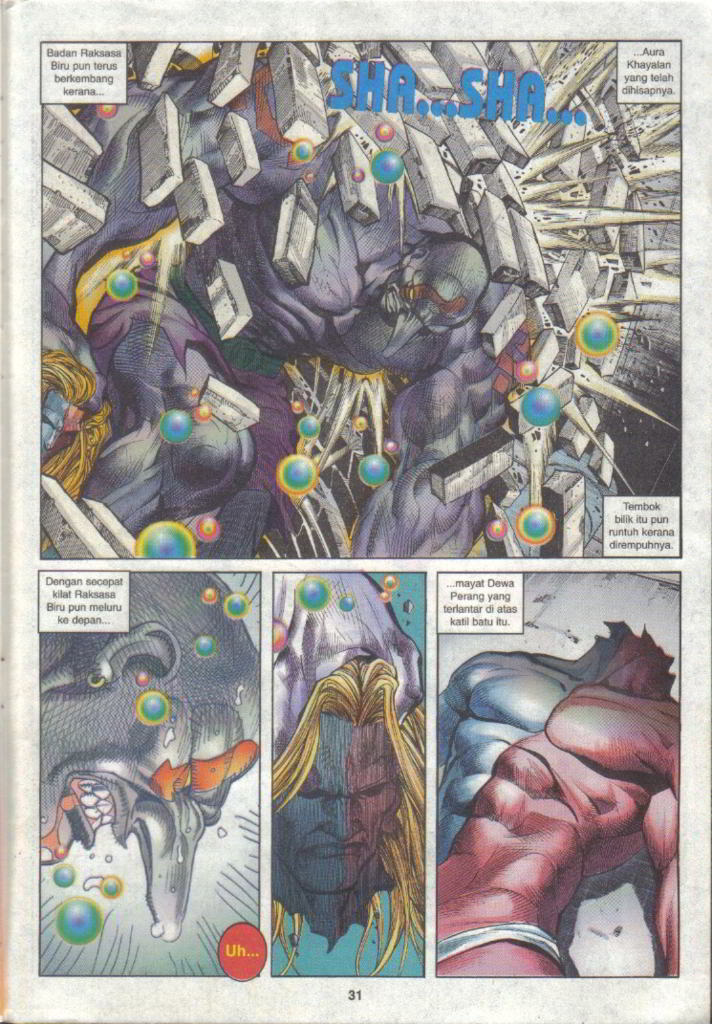 Badan Raksasa
Biru pun terus
berkembang
kerana...
SHA...SHA...
...Aura
Khayalan
yang telah
dihisapnya.
Tembok
bilik itu pun
runtuh kerana
dirempuhnya.
Dengan secepat
kilat Raksasa
Biru pun meluru
ke depan...
Uh...
...mayat Dewa
Perang yang
terlantar di atas
katil batu itu.
31